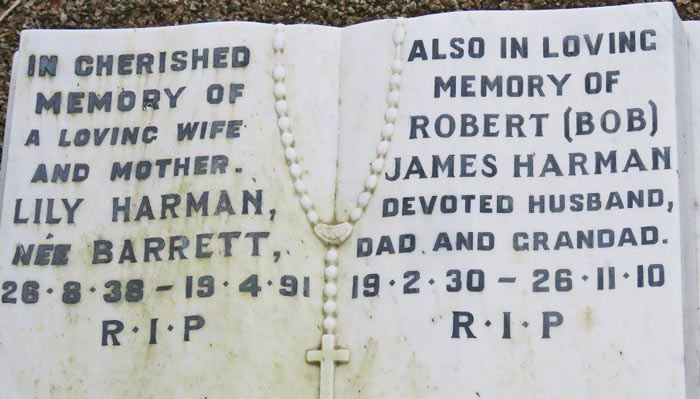 IN CHERISHED
MEMORY OF
A LOVING WIFE
AND MOTHER.
LILY HARMAN,
NÉE BARRETT,
26·8·38 – 19·4·91
R·I·P
ALSO IN LOVING
MEMORY OF
ROBERT (BOB)
JAMES HARMAN
DEVOTED HUSBAND,
DAD AND GRANDAD.
19·2·30 – 26·11·10
R·I·P